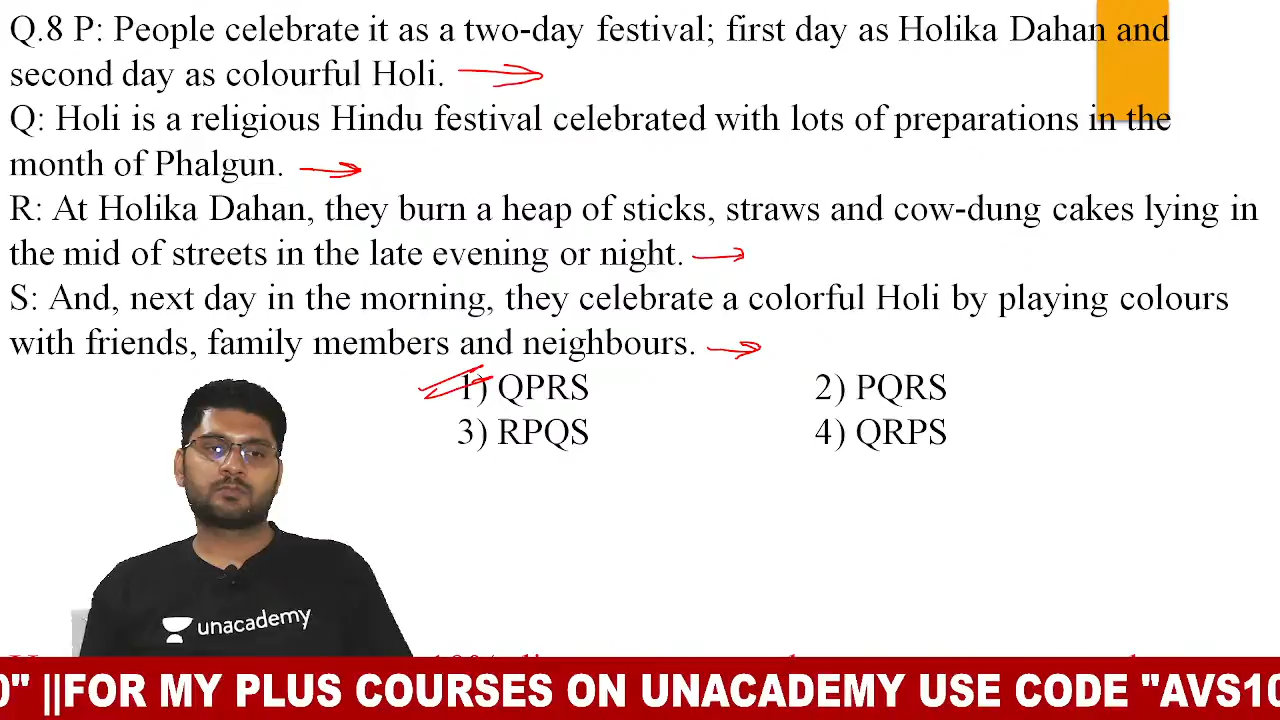 Q.8 P: People celebrate it as a two-day festival; first day as Holika Dahan and
second day as colourful Holi.
Q: Holi is a religious Hindu festival celebrated with lots of preparations in the
month of Phalgun.
R: At Holika Dahan, they burn a heap of sticks, straws and cow-dung cakes lying in
the mid of streets in the late evening or night.
S: And, next day in the morning, they celebrate a colorful Holi by playing colours
with friends, family members and neighbours.
1) QPRS 2) PQRS
3) RPQS 4) QRPS
unacademy
" ||FOR MY PLUS COURSES ON UNACADEMY USE CODE "AVS10